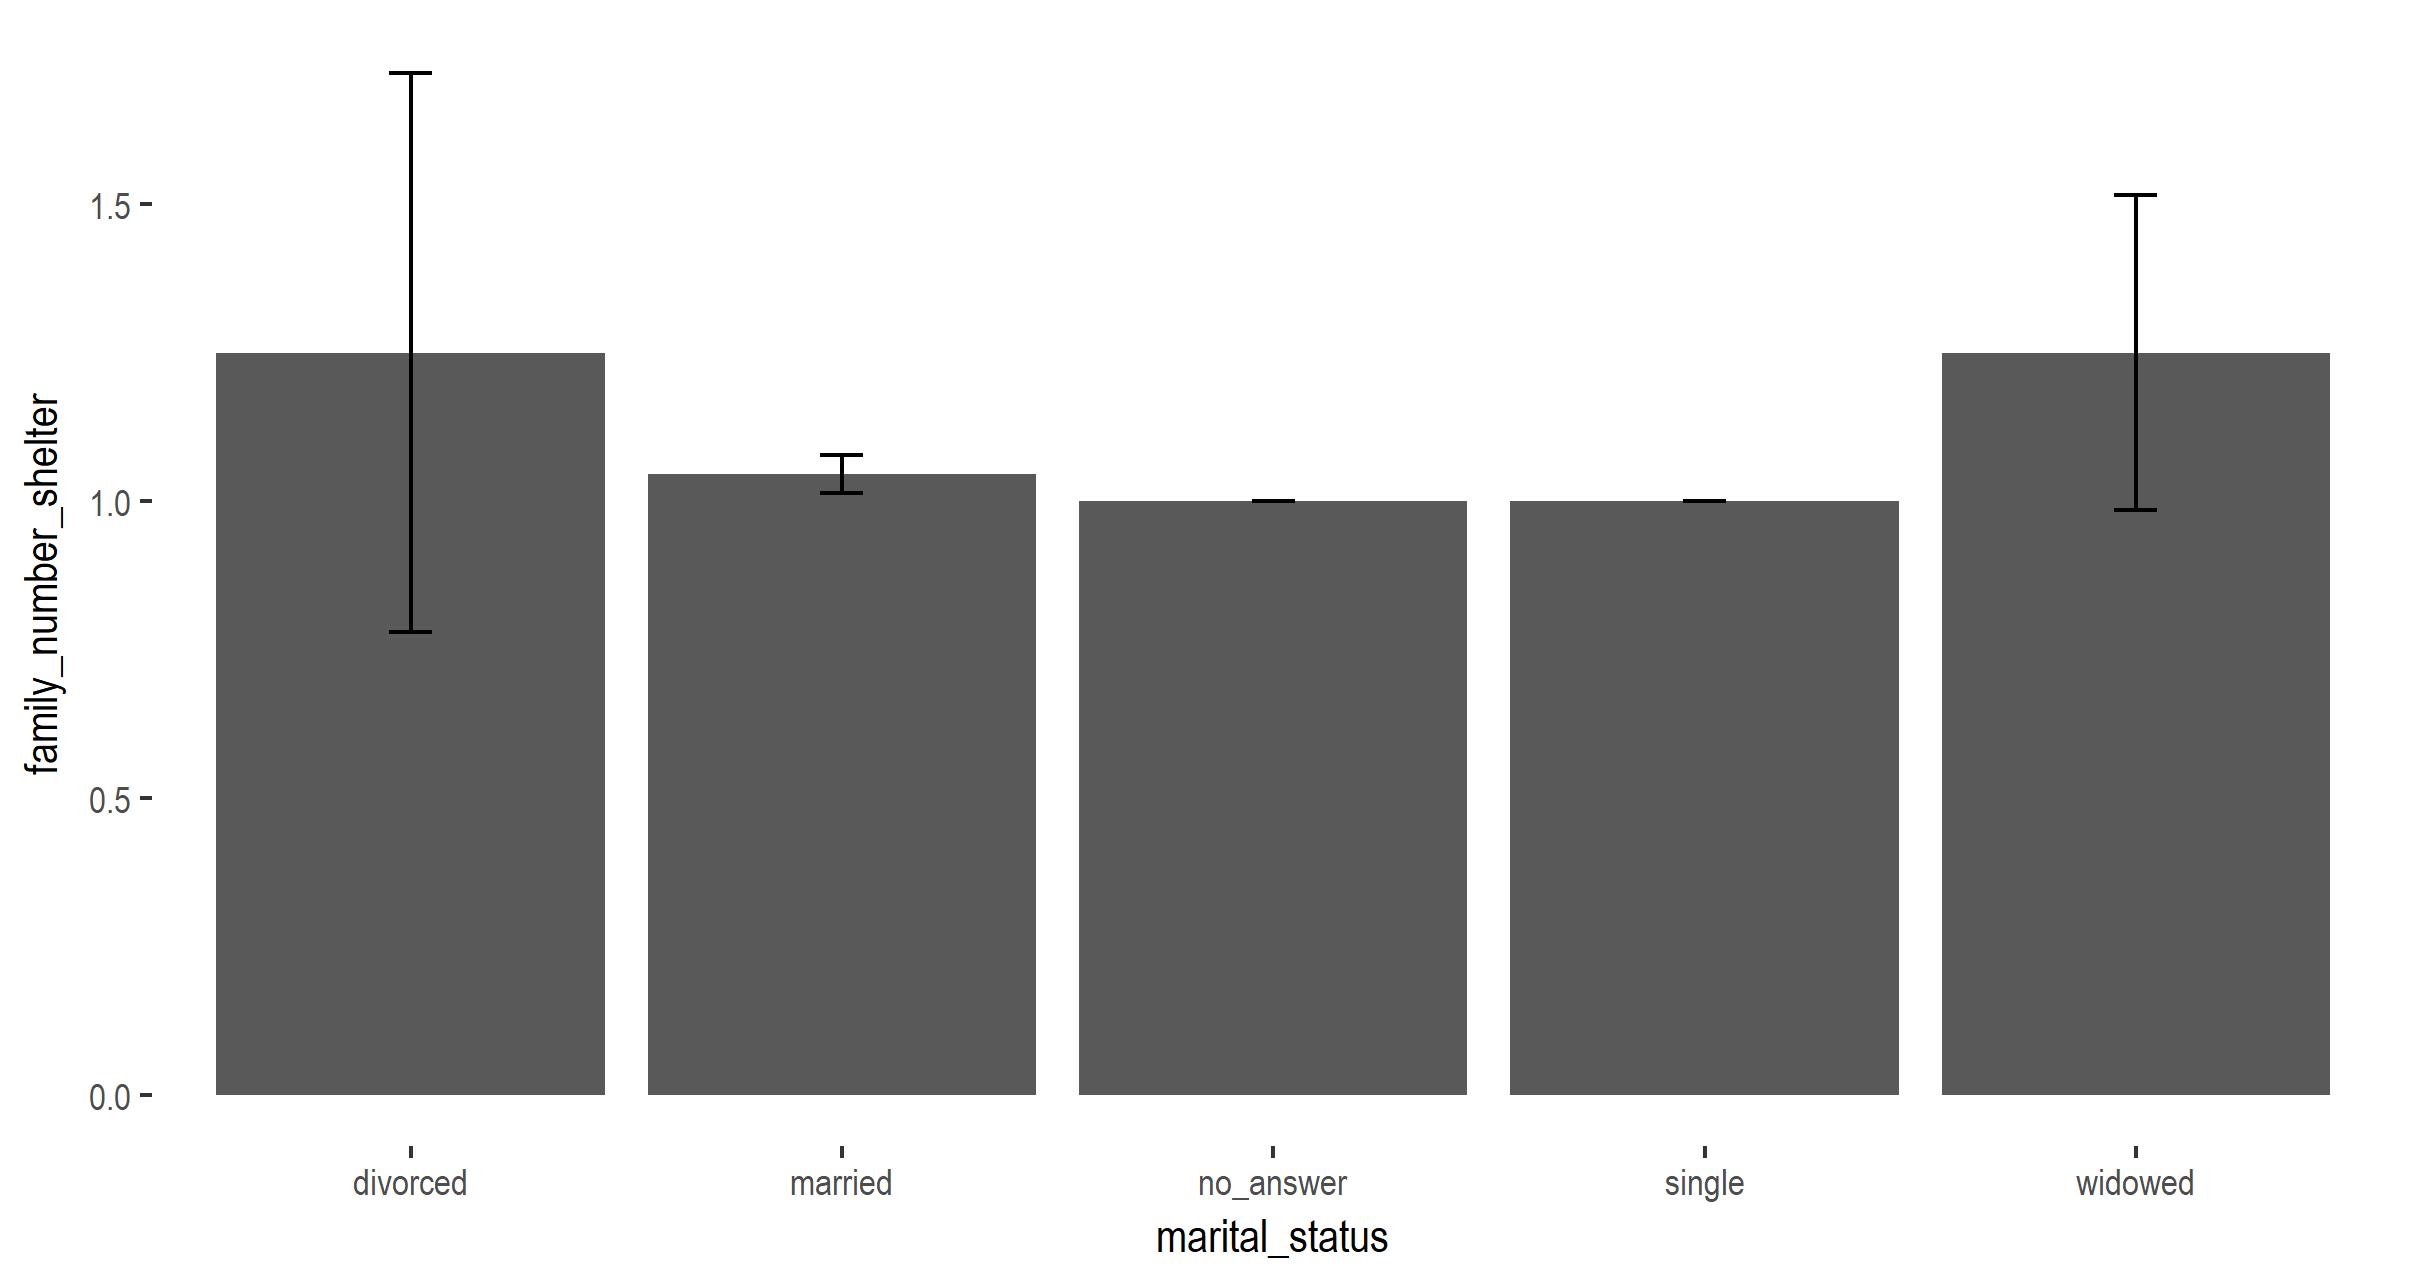 family_number_shelter
1.5
1.0
0.5
0.0
divorced
married
no_answer
single
widowed
marital_status